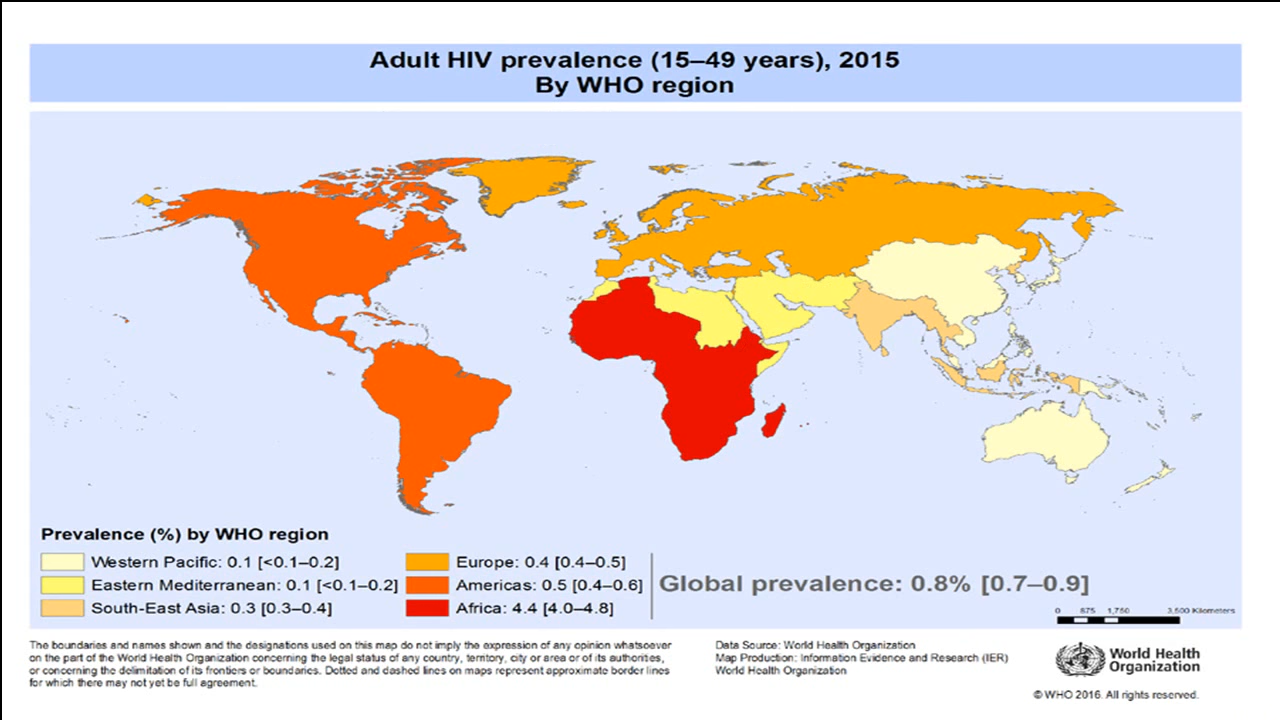 Adult HIV prevalence (15–49 years), 2015
By WHO region
Prevalence (%) by WHO region
Western Pacific: 0.1 [<0.1–0.2]
Eastern Mediterranean: 0.1 [<0.1–0.2]
South-East Asia: 0.3 [0.3–0.4]
Europe: 0.4 [0.4–0.5]
Americas: 0.5 [0.4–0.6]
Africa: 4.4 [4.0–4.8]
Global prevalence: 0.8% [0.7–0.9]
0 875 1,750 3,500 Kilometers
The boundaries and names shown and the designations used on this map do not imply the expression of any opinion whatsoever
on the part of the World Health Organization concerning the legal status of any country, territory, city or area or of its authorities,
or concerning the delimitation of its frontiers or boundaries. Dotted and dashed lines on maps represent approximate border lines
for which there may not yet be full agreement.
Data Source: World Health Organization
Map Production: Information Evidence and Research (IER)
World Health Organization
World Health
Organization
© WHO 2016. All rights reserved.